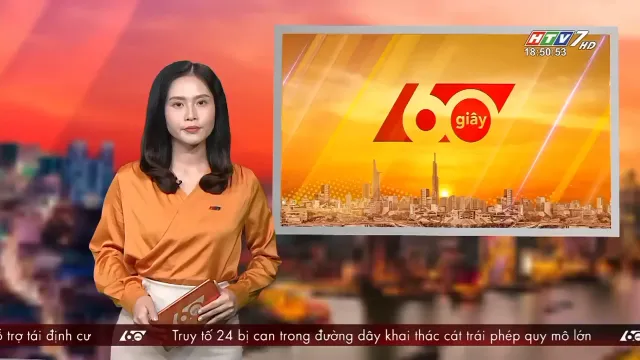 HTV7 HD
18:50:53
60 giây
ỗ trợ tái định cư 60 Truy tố 24 bị can trong đường dây khai thác cát trái phép quy mô lớn